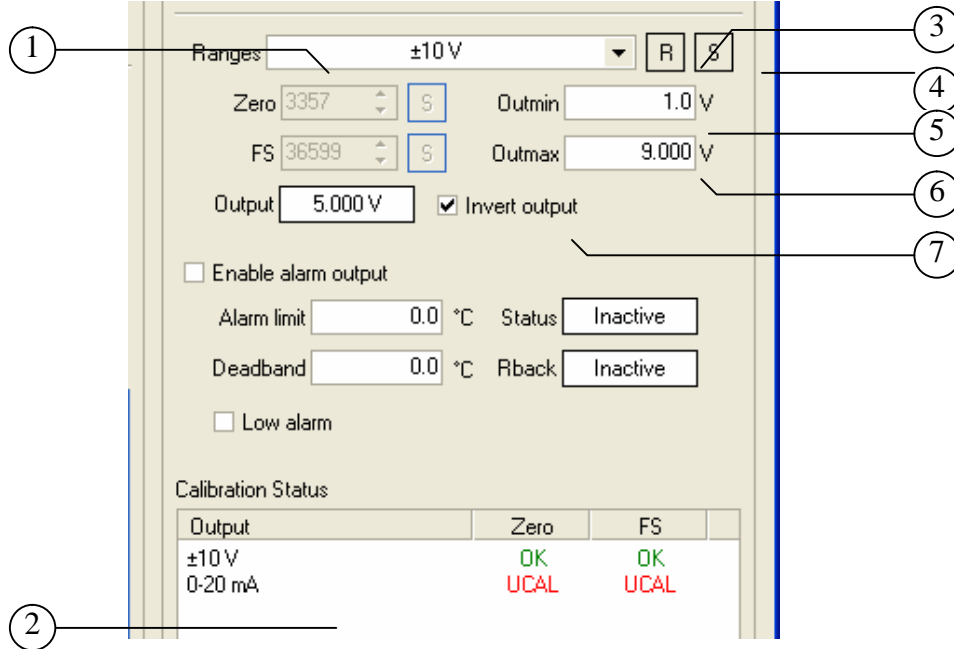 1
3
Ranges ±10 V R S
4
Zero 3357 S Outmin 1.0 V
5
FS 36599 S Outmax 9.000 V
6
Output 5.000 V Invert output
7
Enable alarm output
Alarm limit 0.0 °C Status Inactive
Deadband 0.0 °C Rback Inactive
Low alarm
Calibration Status
Output Zero FS
±10 V OK OK
0-20 mA UCAL UCAL
2